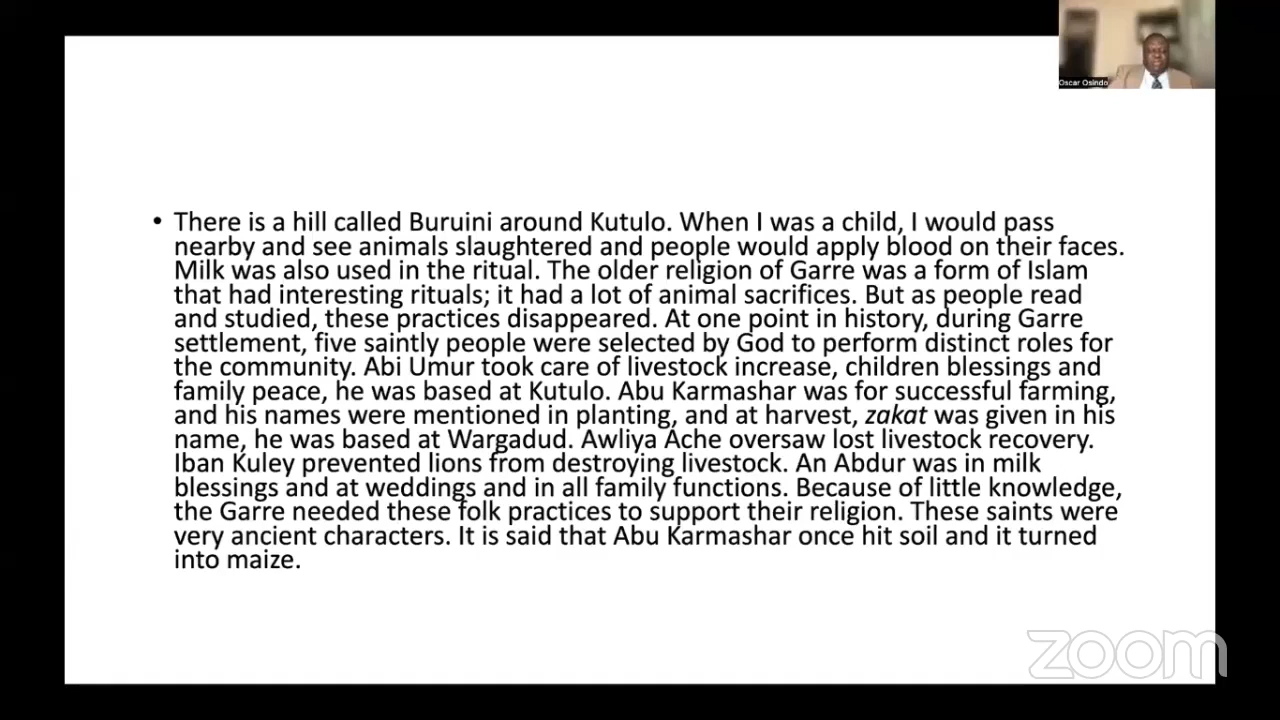 Oscar Osindo
• There is a hill called Buruini around Kutulo. When I was a child, I would pass
nearby and see animals slaughtered and people would apply blood on their faces.
Milk was also used in the ritual. The older religion of Garre was a form of Islam
that had interesting rituals; it had a lot of animal sacrifices. But as people read
and studied, these practices disappeared. At one point in history, during Garre
settlement, five saintly people were selected by God to perform distinct roles for
the community. Abi Umur took care of livestock increase, children blessings and
family peace, he was based at Kutulo. Abu Karmashar was for successful farming,
and his names were mentioned in planting, and at harvest, zakat was given in his
name, he was based at Wargadud. Awliya Ache oversaw lost livestock recovery.
Iban Kuley prevented lions from destroying livestock. An Abdur was in milk
blessings and at weddings and in all family functions. Because of little knowledge,
the Garre needed these folk practices to support their religion. These saints were
very ancient characters. It is said that Abu Karmashar once hit soil and it turned
into maize.
zoom